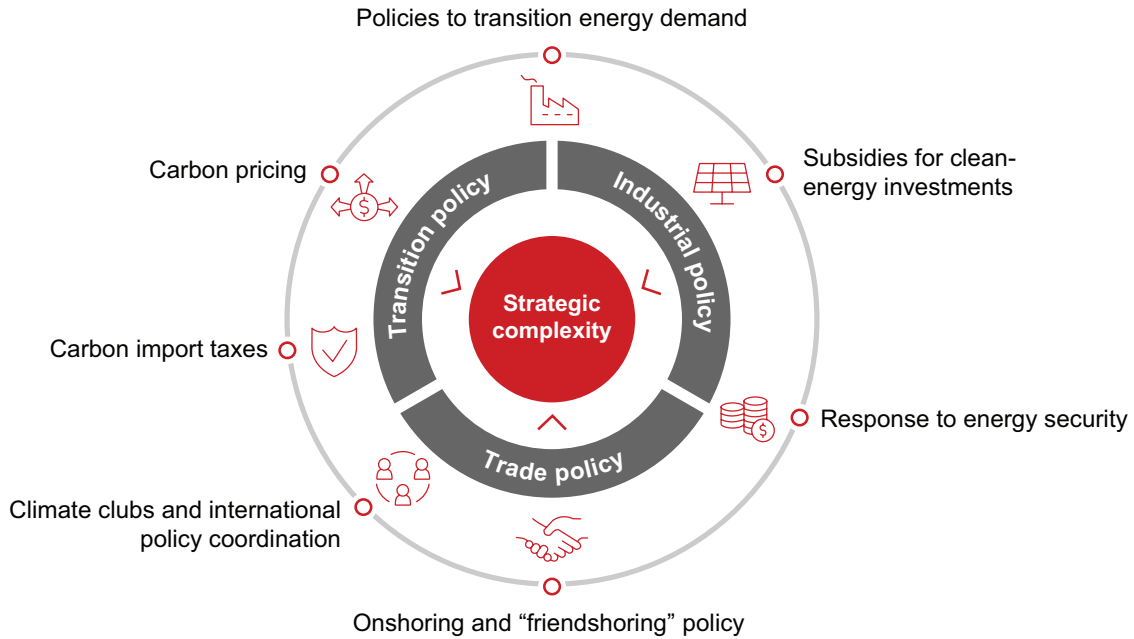 Policies to transition energy demand
Carbon pricing
Subsidies for clean-
energy investments
Transition policy
Industrial policy
Strategic
complexity
Carbon import taxes
Response to energy security
Trade policy
Climate clubs and international
policy coordination
Onshoring and “friendshoring” policy
$
$